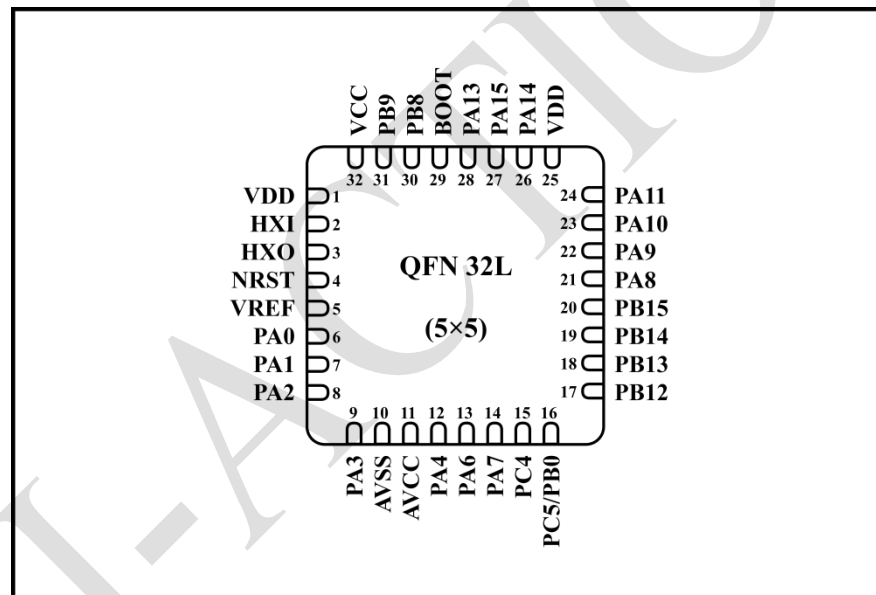 VCC
PB9
PB8
BOOT
PA13
PA15
PA14
VDD
32 31 30 29 28 27 26 25
VDD 1
HXI 2
HXO 3
NRST 4
VREF 5
PA0 6
PA1 7
PA2 8
24 PA11
23 PA10
22 PA9
21 PA8
20 PB15
19 PB14
18 PB13
17 PB12
QFN 32L
(5×5)
9 10 11 12 13 14 15 16
PA3
AVSS
AVCC
PA4
PA6
PA7
PC4
PC5/PB0
I-ACTIO